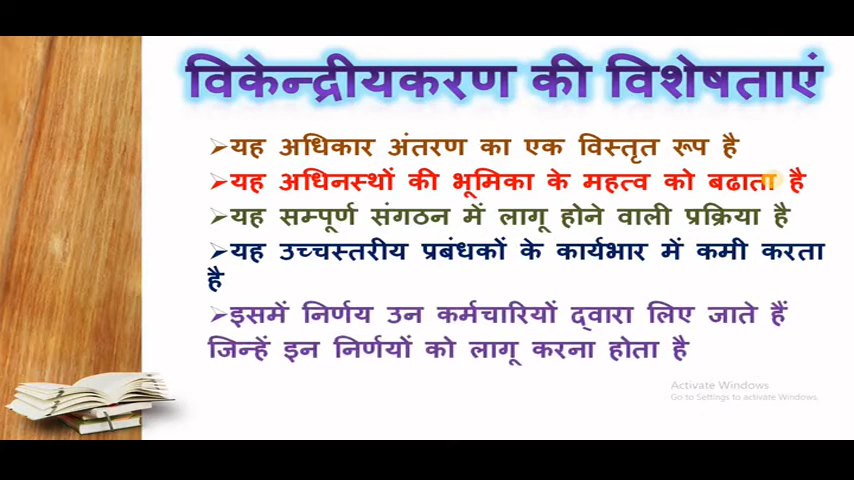 विकेन्द्रीयकरण की विशेषताएं
➢यह अधिकार अंतरण का एक विस्तृत रूप है
➢यह अधिनस्थों की भूमिका के महत्व को बढाता है
➢यह सम्पूर्ण संगठन में लागू होने वाली प्रक्रिया है
➢यह उच्चस्तरीय प्रबंधकों के कार्यभार में कमी करता
है
➢इसमें निर्णय उन कर्मचारियों द्वारा लिए जाते हैं
जिन्हें इन निर्णयों को लागू करना होता है
Activate Windows
Go to Settings to activate Windows.